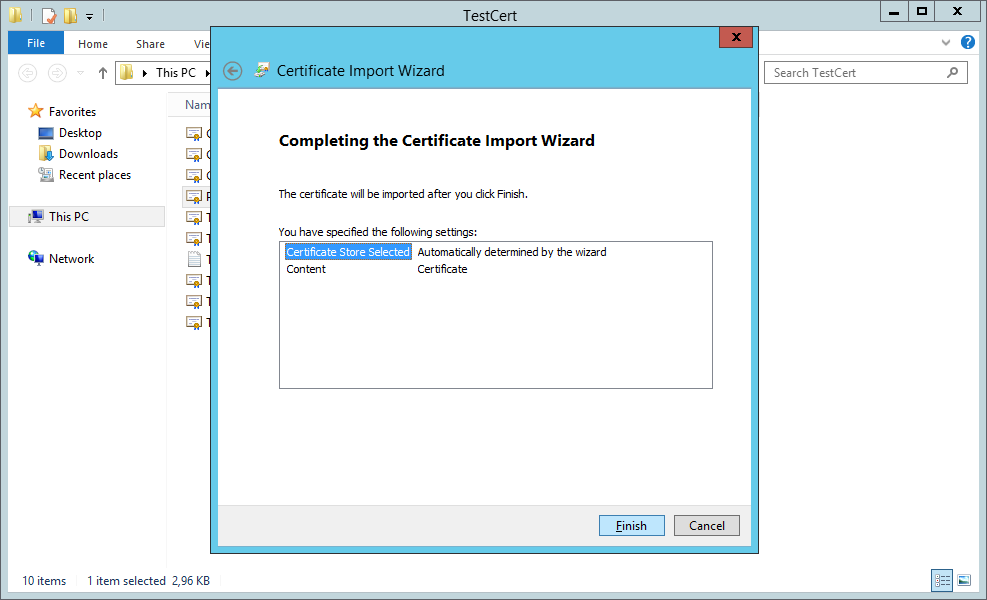 TestCert
File Home Share Vie
This PC
Search TestCert
Certificate Import Wizard
Favorites
Desktop
Downloads
Recent places
This PC
Network
Nam
Completing the Certificate Import Wizard
The certificate will be imported after you click Finish.
You have specified the following settings:
Certificate Store Selected Automatically determined by the wizard
Content Certificate
Finish Cancel
10 items 1 item selected 2,96 KB